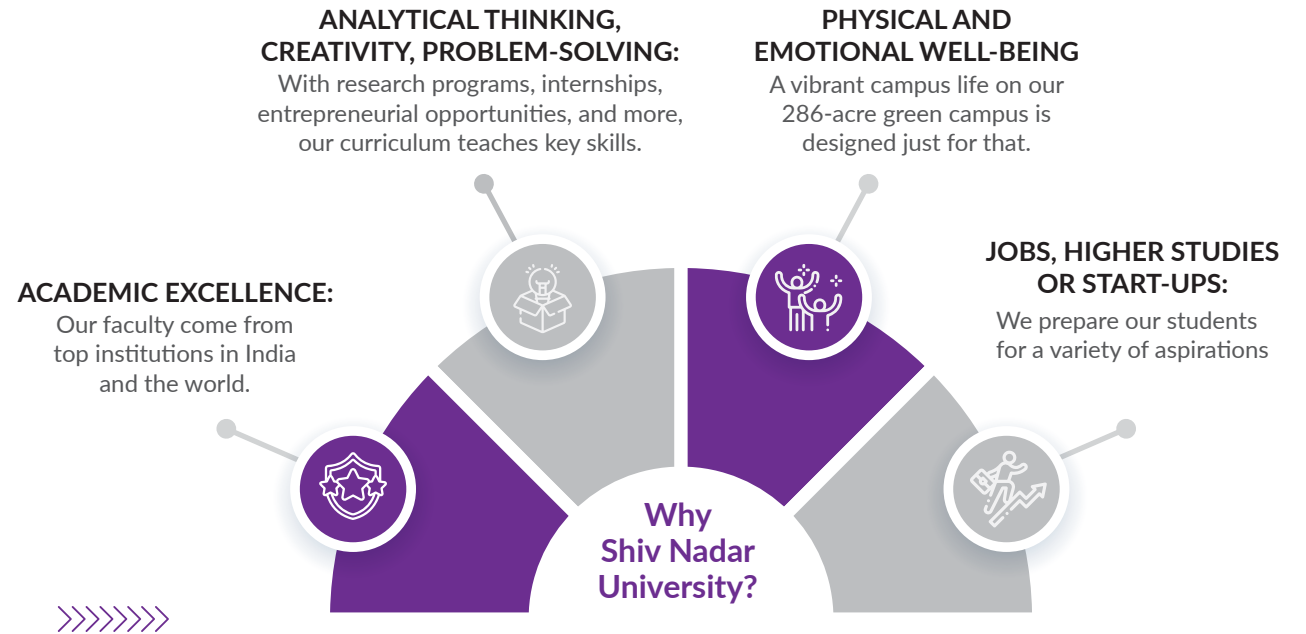 ANALYTICAL THINKING,
CREATIVITY, PROBLEM-SOLVING:
With research programs, internships,
entrepreneurial opportunities, and more,
our curriculum teaches key skills.
PHYSICAL AND
EMOTIONAL WELL-BEING
A vibrant campus life on our
286-acre green campus is
designed just for that.
ACADEMIC EXCELLENCE:
Our faculty come from
top institutions in India
and the world.
JOBS, HIGHER STUDIES
OR START-UPS:
We prepare our students
for a variety of aspirations
Why
Shiv Nadar
University?